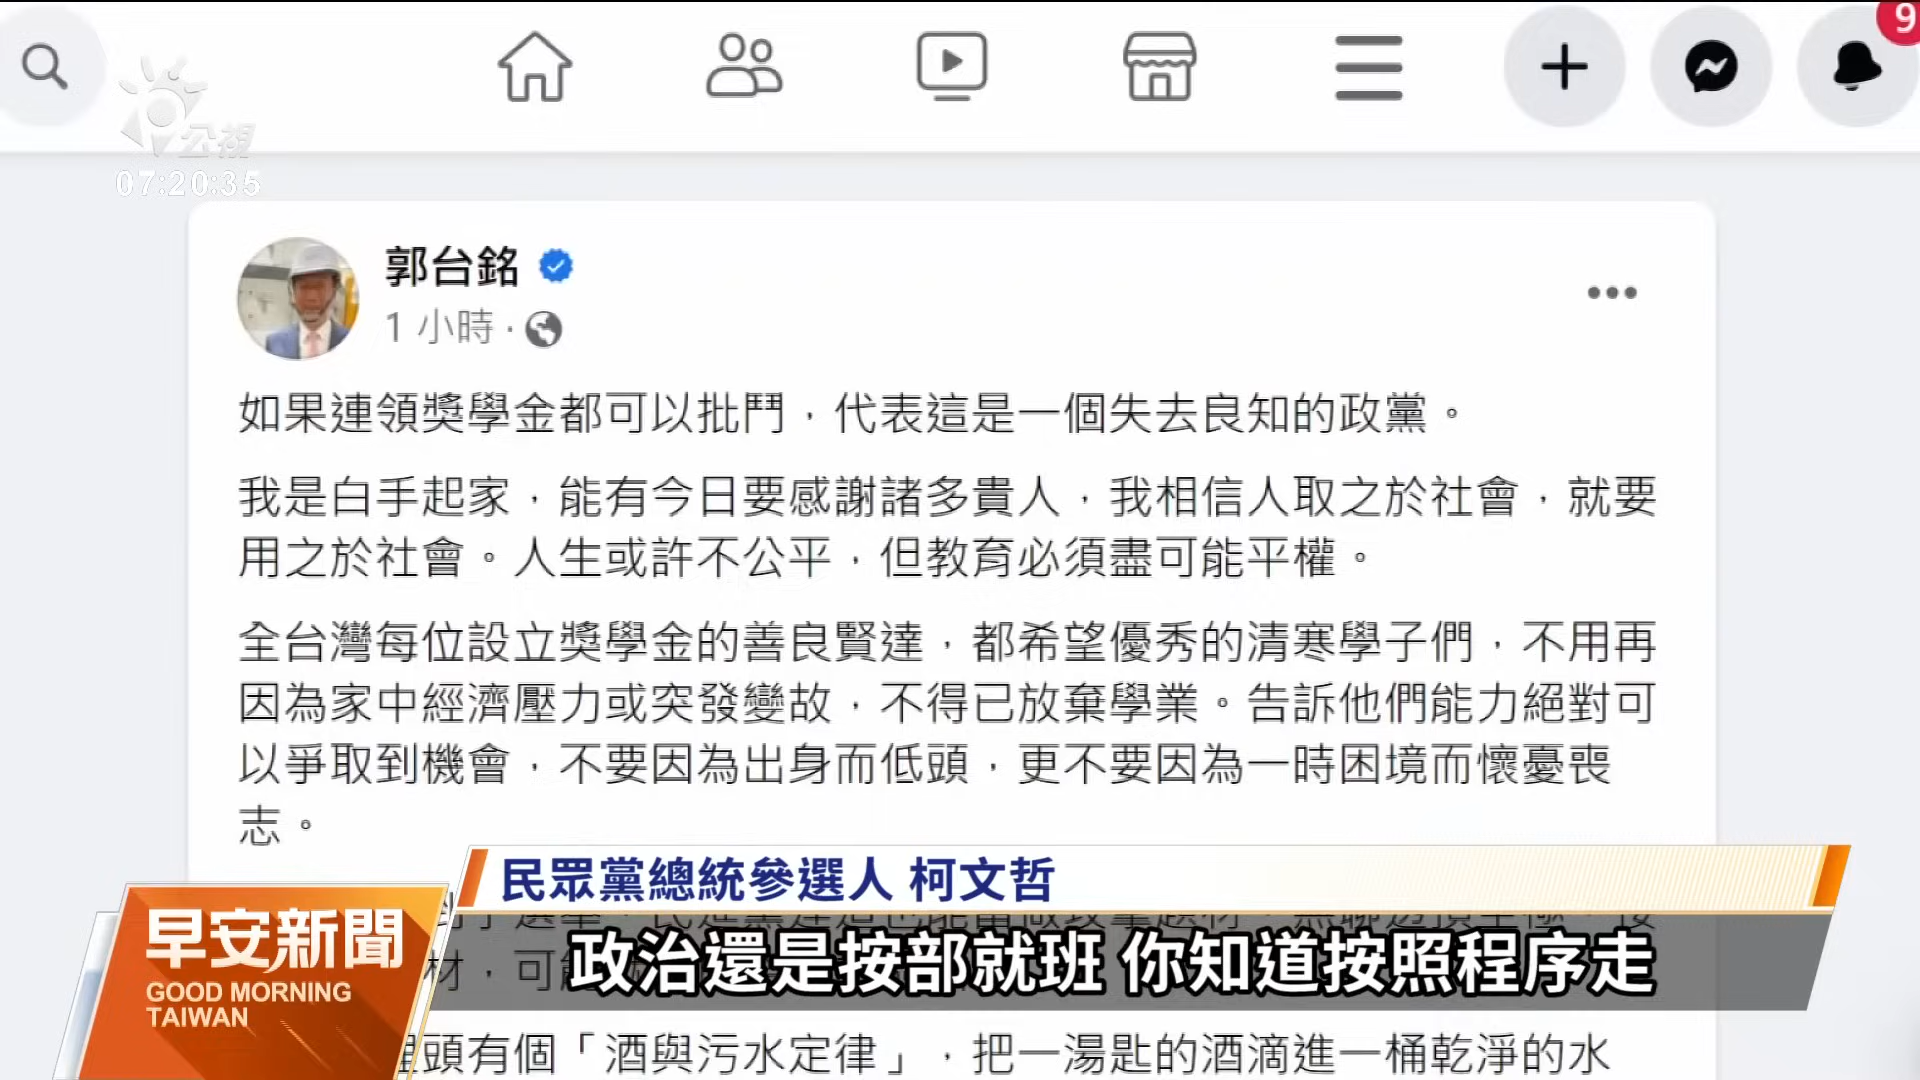 9
公視
07:20:35
郭台銘
1 小時 ·
如果連領獎學金都可以批鬥，代表這是一個失去良知的政黨。
我是白手起家，能有今日要感謝諸多貴人，我相信人取之於社會，就要
用之於社會。人生或許不公平，但教育必須盡可能平權。
全台灣每位設立獎學金的善良賢達，都希望優秀的清寒學子們，不用再
因為家中經濟壓力或突發變故，不得已放棄學業。告訴他們能力絕對可
以爭取到機會，不要因為出身而低頭，更不要因為一時困境而懷憂喪
志。
民眾黨總統參選人 柯文哲
政治還是按部就班 你知道按照程序走
早安新聞
GOOD MORNING
TAIWAN
材，可
頭有個「酒與污水定律」，把一湯匙的酒滴進一桶乾淨的水